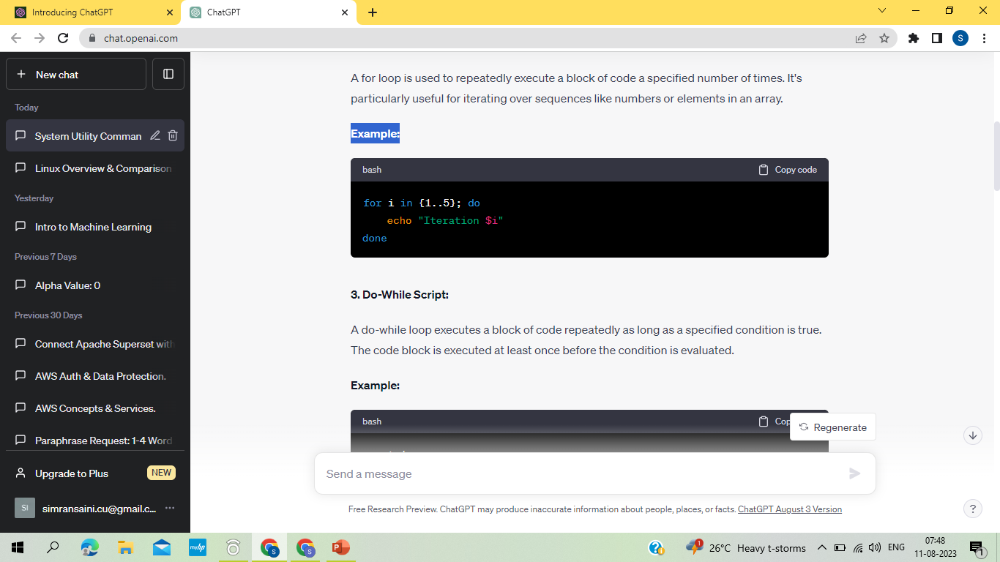 Introducing ChatGPT
ChatGPT
chat.openai.com
S
New chat
Today
System Utility Comman
Linux Overview & Comparison
Yesterday
Intro to Machine Learning
Previous 7 Days
Alpha Value: 0
Previous 30 Days
Connect Apache Superset with
AWS Auth & Data Protection.
AWS Concepts & Services.
Paraphrase Request: 1-4 Word
Upgrade to Plus NEW
SI simransaini.cu@gmail.c...
A for loop is used to repeatedly execute a block of code a specified number of times. It's
particularly useful for iterating over sequences like numbers or elements in an array.
Example:
bash Copy code
for i in {1..5}; do
    echo "Iteration $i"
done
3. Do-While Script:
A do-while loop executes a block of code repeatedly as long as a specified condition is true.
The code block is executed at least once before the condition is evaluated.
Example:
bash Cop
Regenerate
Send a message
Free Research Preview. ChatGPT may produce inaccurate information about people, places, or facts. ChatGPT August 3 Version
?
myhp
S
S
P
?
1
26°C Heavy t-storms
ENG
07:48
11-08-2023
1